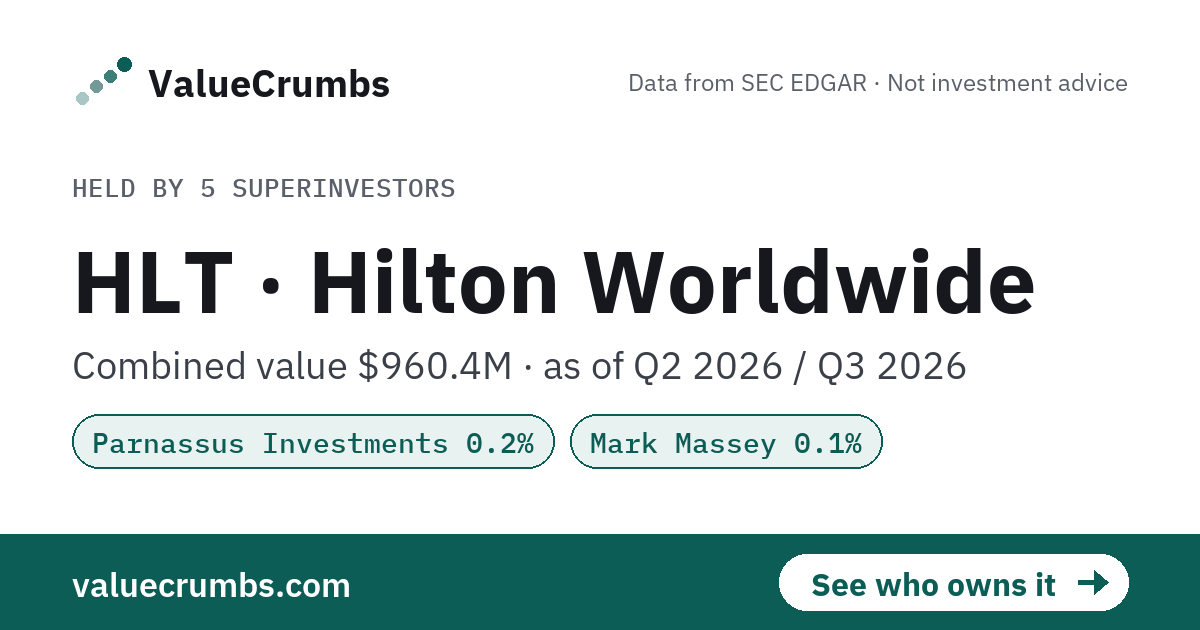 ValueCrumbs
Data from SEC EDGAR · Not investment advice
HELD BY 5 SUPERINVESTORS
HLT · Hilton Worldwide
Combined value $960.4M · as of Q2 2026 / Q3 2026
Parnassus Investments 0.2%
Mark Massey 0.1%
valuecrumbs.com
See who owns it →